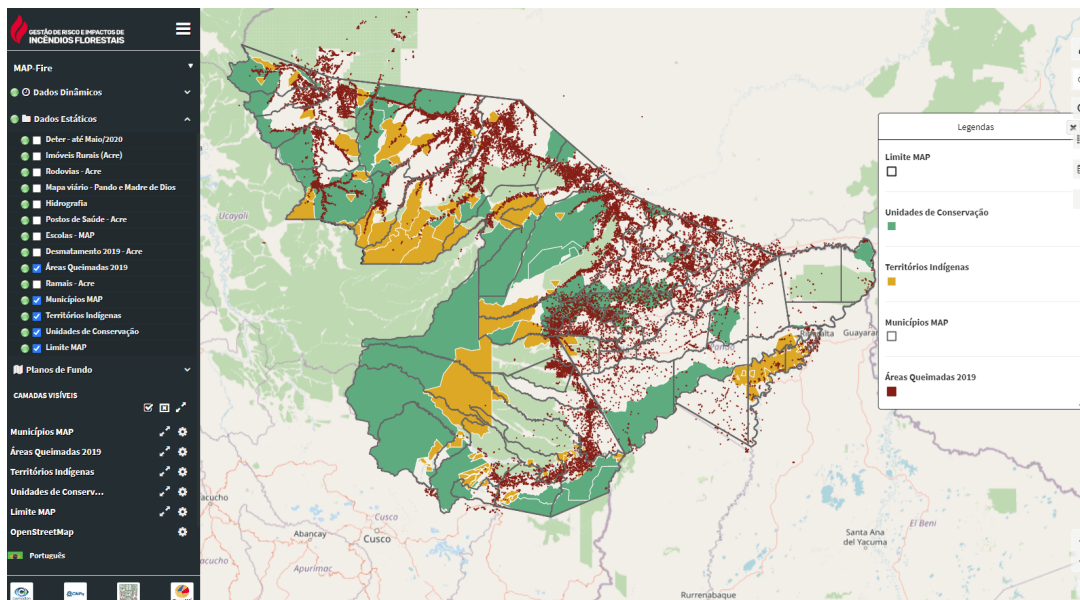 GESTÃO DE RISCO E IMPACTOS DE
INCÊNDIOS FLORESTAIS
MAP-Fire
Dados Dinâmicos
Dados Estáticos
Deter - até Maio/2020
Imóveis Rurais (Acre)
Rodovias - Acre
Mapa viário - Pando e Madre de Dios
Hidrografia
Postos de Saúde - Acre
Escolas - MAP
Desmatamento 2019 - Acre
Áreas Queimadas 2019
Ramais - Acre
Municípios MAP
Territórios Indígenas
Unidades de Conservação
Limite MAP
Planos de Fundo
CAMADAS VISÍVEIS
Municípios MAP
Áreas Queimadas 2019
Territórios Indígenas
Unidades de Conserv...
Limite MAP
OpenStreetMap
Português
Ucayali
Guayarar
acucho
Cusco
Abancay
Cusco
acucho
Apurímac
El Beni
Santa Ana
del Yacuma
Rurrenabaque
Legendas
Limite MAP
Unidades de Conservação
Territórios Indígenas
Municípios MAP
Áreas Queimadas 2019